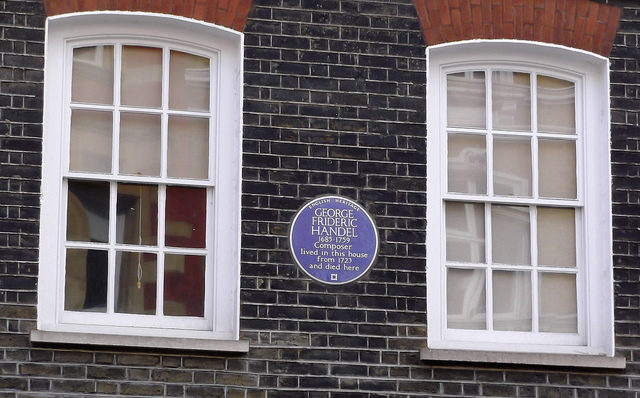 ENGLISH HERITAGE
GEORGE
FRIDERIC
HANDEL
1685-1759
Composer
lived in this house
from 1723
and died here